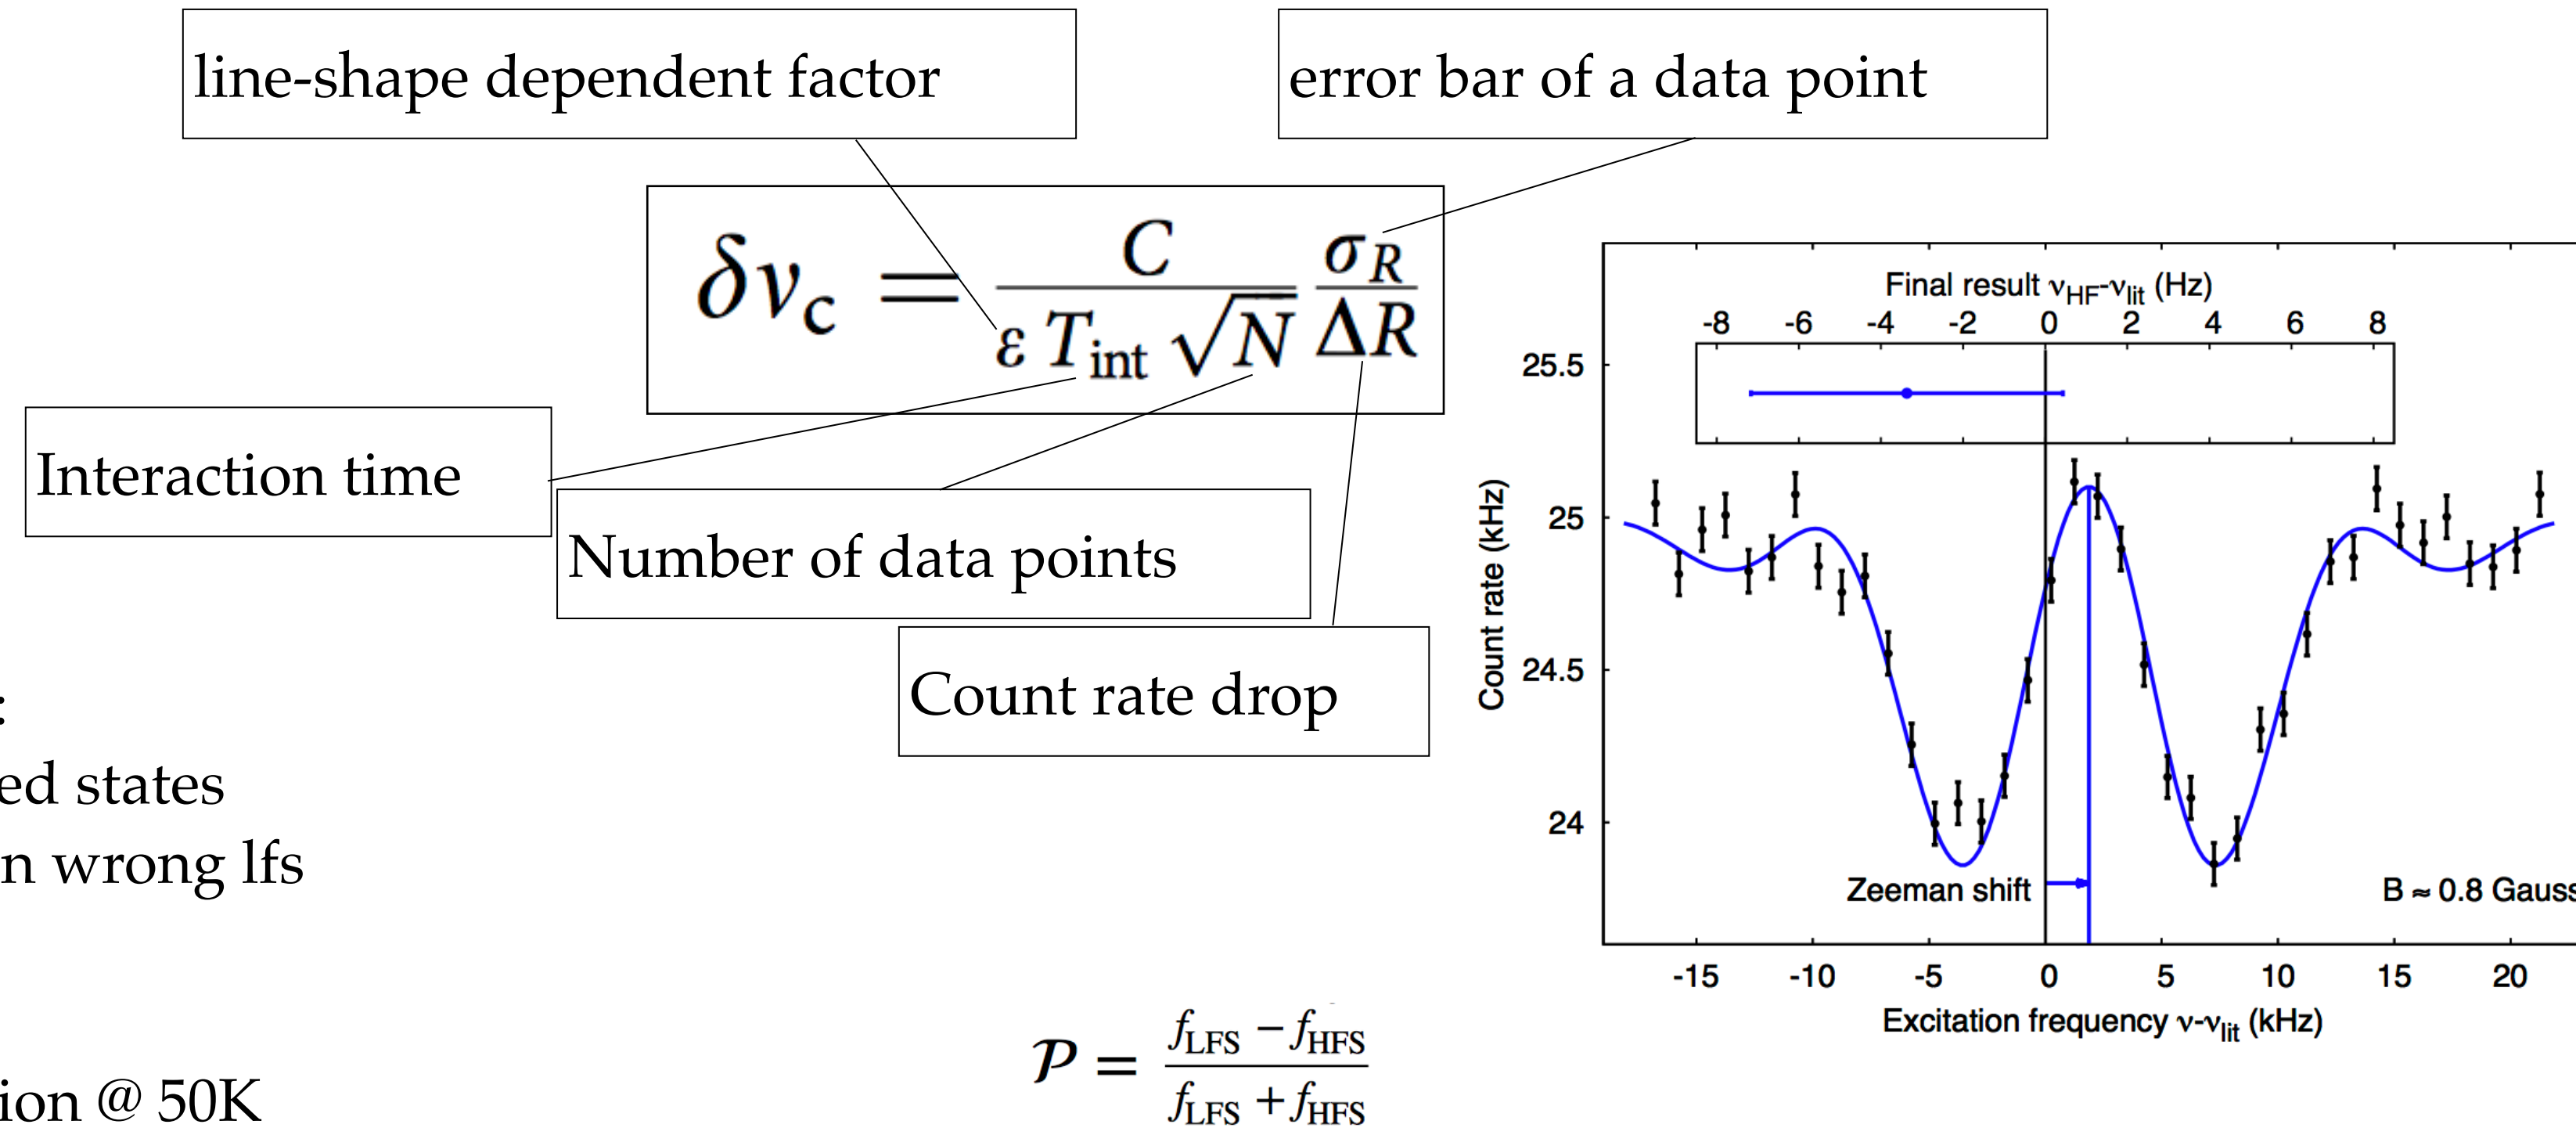 line-shape dependent factor
error bar of a data point
δν_c = C / (ε T_int √N) σ_R / ΔR
Interaction time
Number of data points
Count rate drop
:
ed states
n wrong lfs
ion @ 50K
𝒫 = (f_LFS − f_HFS) / (f_LFS + f_HFS)
Final result ν_HF-ν_lit (Hz)
-8 -6 -4 -2 0 2 4 6 8
25.5
25
24.5
24
Count rate (kHz)
Zeeman shift
B ≈ 0.8 Gauss
-15 -10 -5 0 5 10 15 20
Excitation frequency ν-ν_lit (kHz)